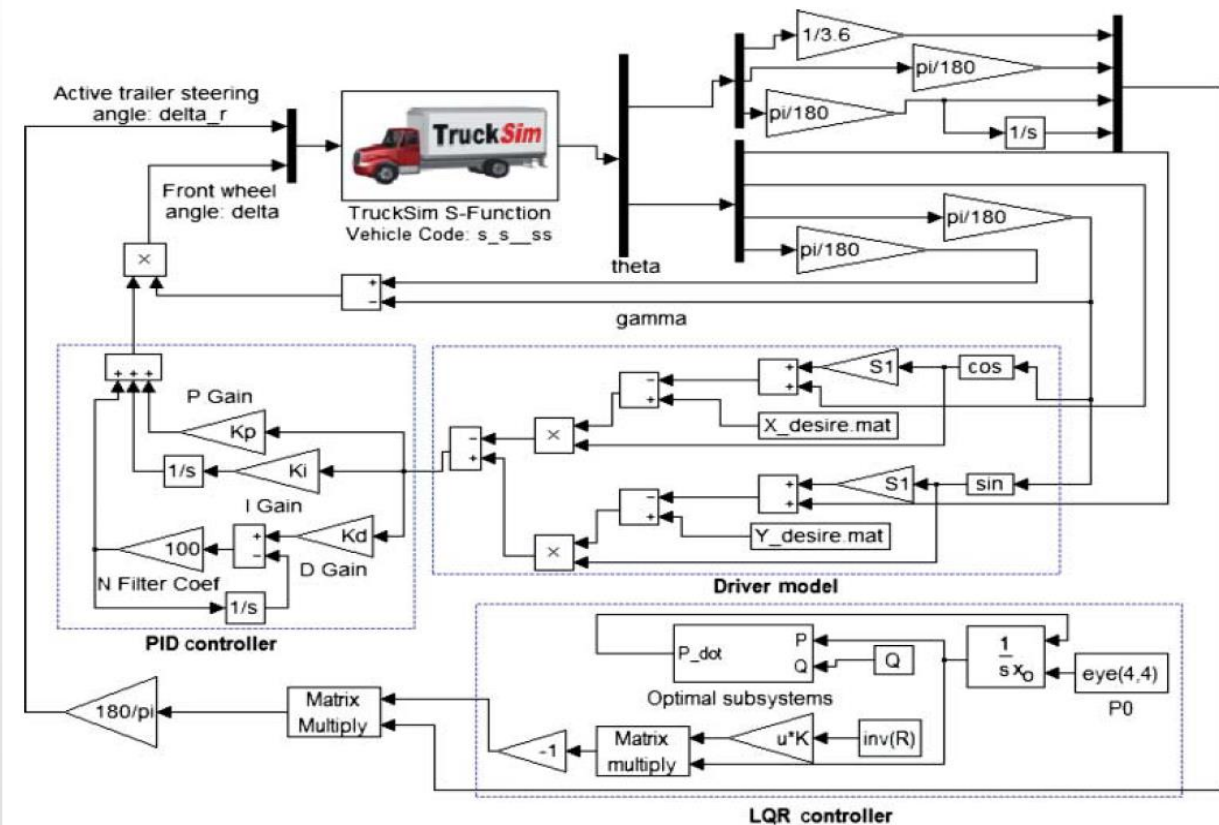 1/3.6
pi/180
pi/180
1/s
Active trailer steering
angle: delta_r
TruckSim
Front wheel
angle: delta
TruckSim S-Function
Vehicle Code: s_s__ss
pi/180
pi/180
theta
×
+
−
gamma
+ + +
P Gain
Kp
1/s
Ki
I Gain
Kd
+
−
100
D Gain
N Filter Coef
1/s
PID controller
−
+
cos
S1
+
+
−
+
X_desire.mat
×
sin
S1
+
+
−
+
Y_desire.mat
×
Driver model
P_dot
P
Q
Q
Optimal subsystems
1
s xo
eye(4,4)
P0
180/pi
Matrix
Multiply
-1
Matrix
multiply
u*K
inv(R)
LQR controller